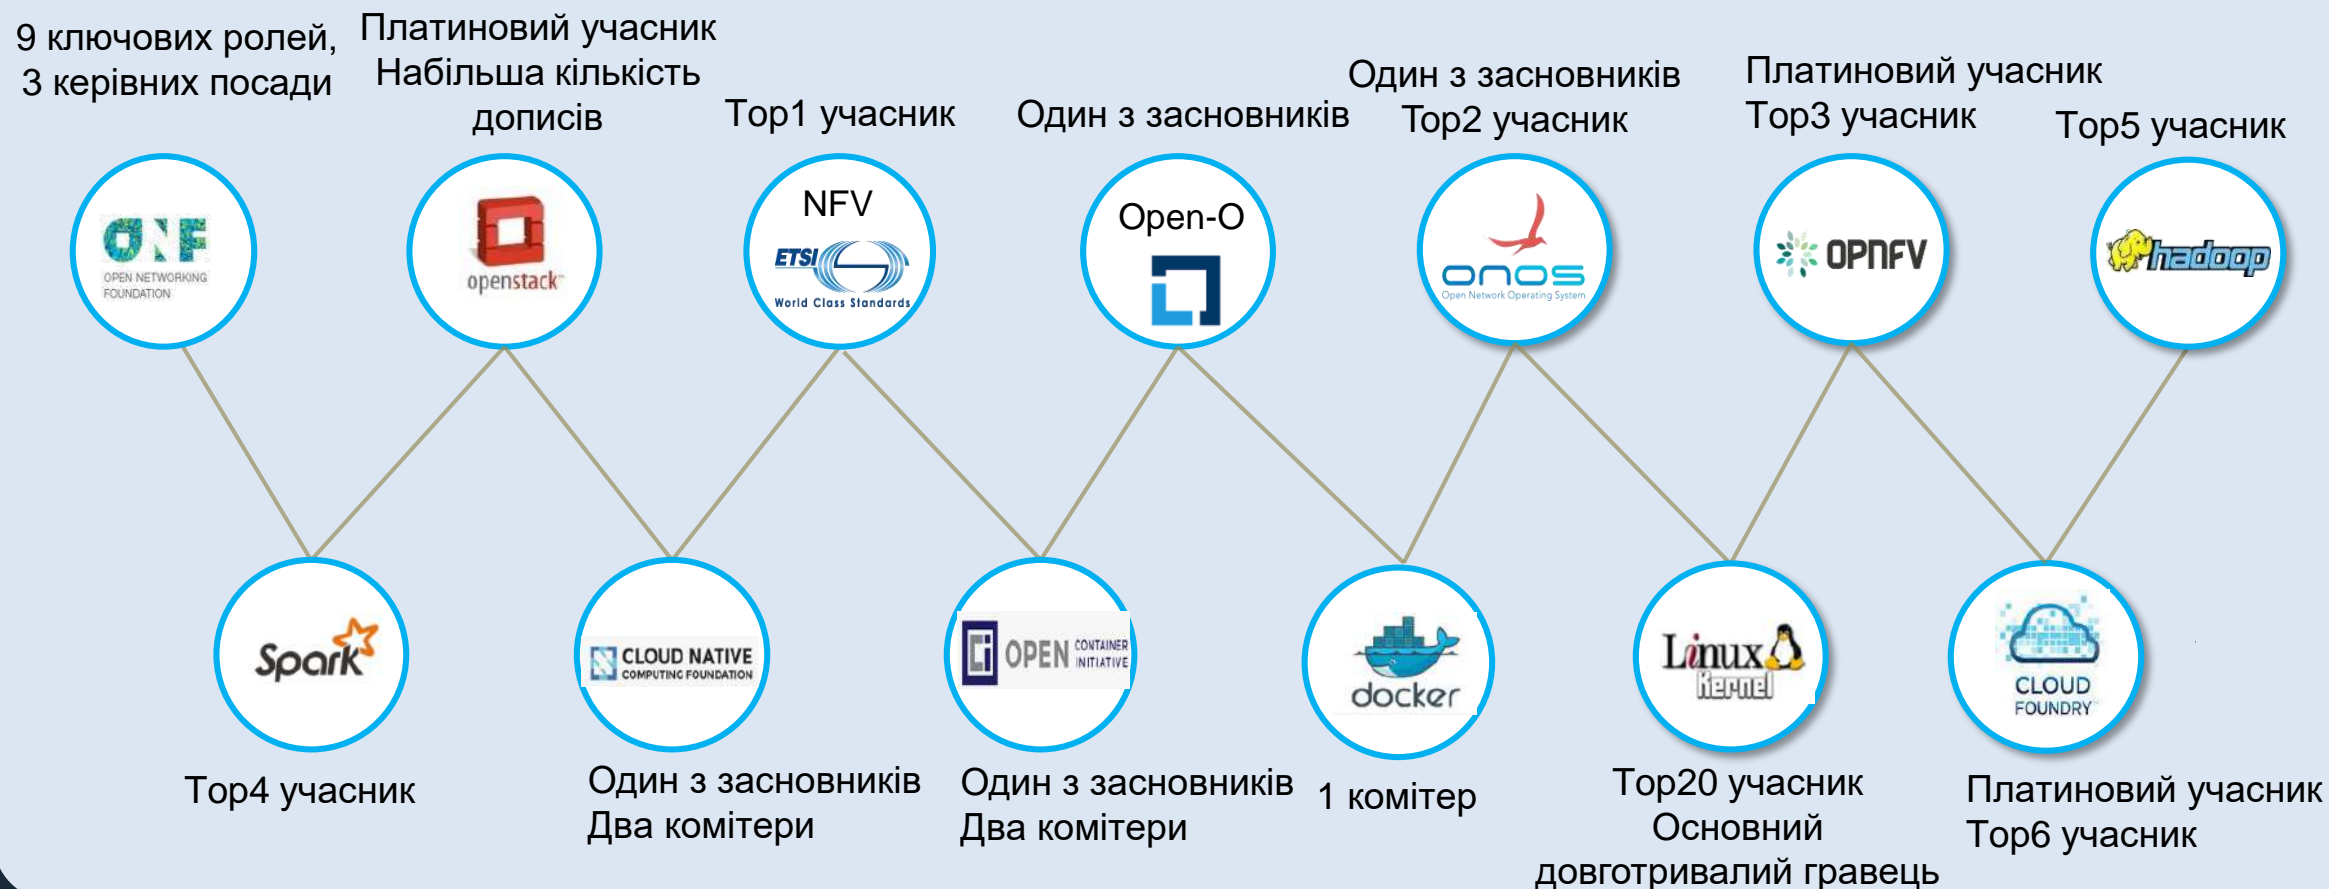 9 ключових ролей,
3 керівних посади
Платиновий учасник
Набільша кількість
дописів
Top1 учасник
Один з засновників
Один з засновників
Top2 учасник
Платиновий учасник
Top3 учасник
Top5 учасник
ONF
OPEN NETWORKING
FOUNDATION
openstack
NFV
ETSI
World Class Standards
Open-O
onos
Open Network Operating System
OPNFV
hadoop
Spark
CLOUD NATIVE
COMPUTING FOUNDATION
OPEN CONTAINER
INITIATIVE
docker
Linux
Kernel
CLOUD
FOUNDRY
Top4 учасник
Один з засновників
Два комітери
Один з засновників
Два комітери
1 комітер
Top20 учасник
Основний
довготривалий гравець
Платиновий учасник
Top6 учасник